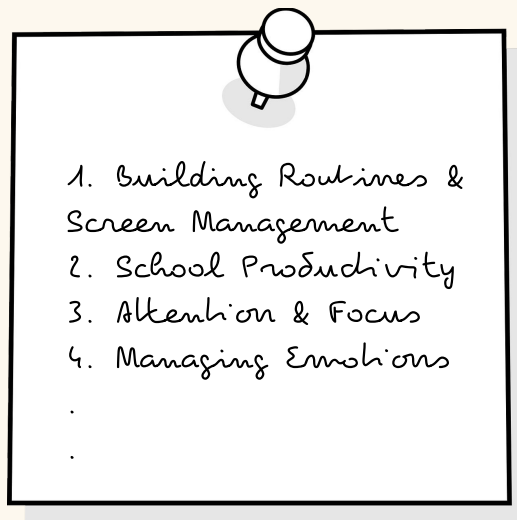 1. Building Routines &
Screen Management
2. School Productivity
3. Attention & Focus
4. Managing Emotions
.
.